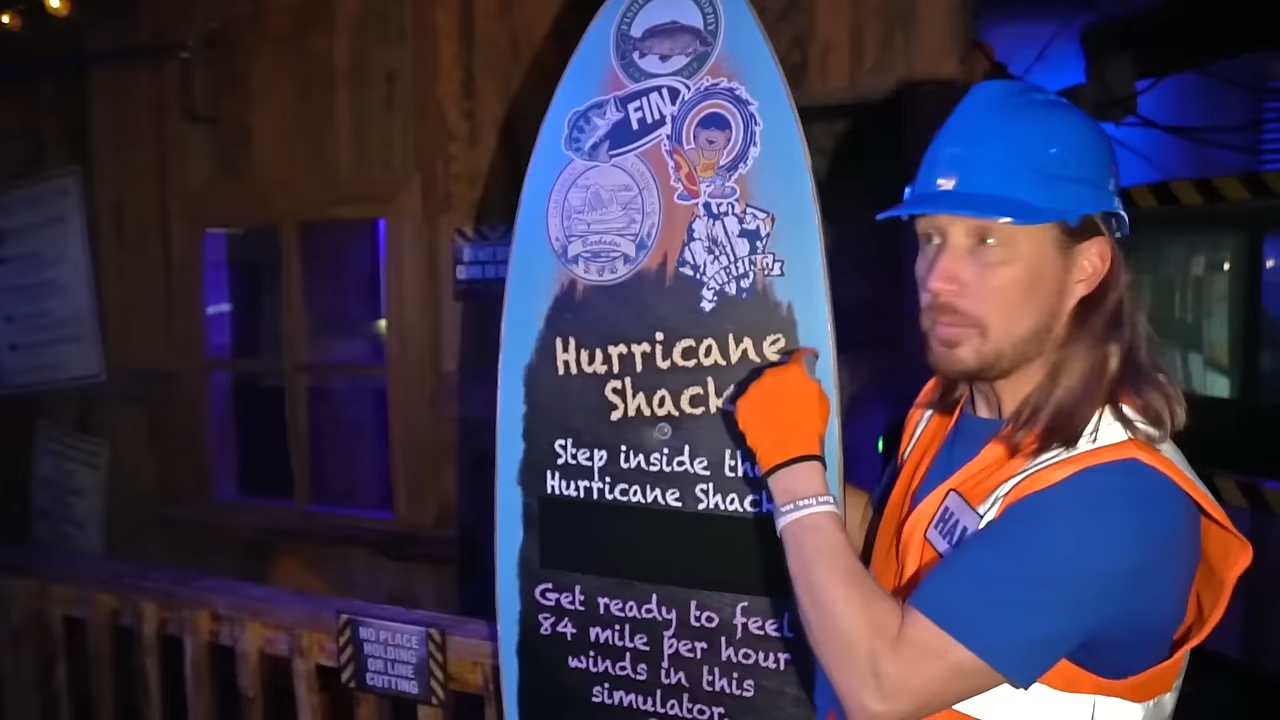 FIN
Barbados
Hurricane
Shack
Step inside the
Hurricane Shack
Get ready to feel
84 mile per hour
winds in this
simulator
NO PLACE
HOLDING
OR LINE
CUTTING